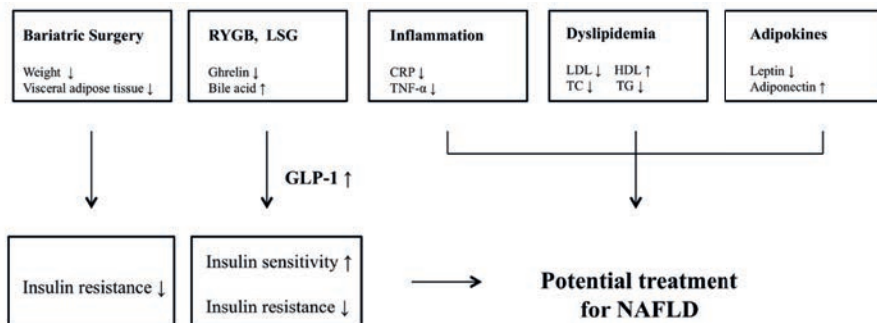 Bariatric Surgery
Weight ↓
Visceral adipose tissue ↓
RYGB, LSG
Ghrelin ↓
Bile acid ↑
Inflammation
CRP ↓
TNF-α ↓
Dyslipidemia
LDL ↓ HDL ↑
TC ↓ TG ↓
Adipokines
Leptin ↓
Adiponectin ↑
GLP-1 ↑
Insulin resistance ↓
Insulin sensitivity ↑
Insulin resistance ↓
Potential treatment
for NAFLD